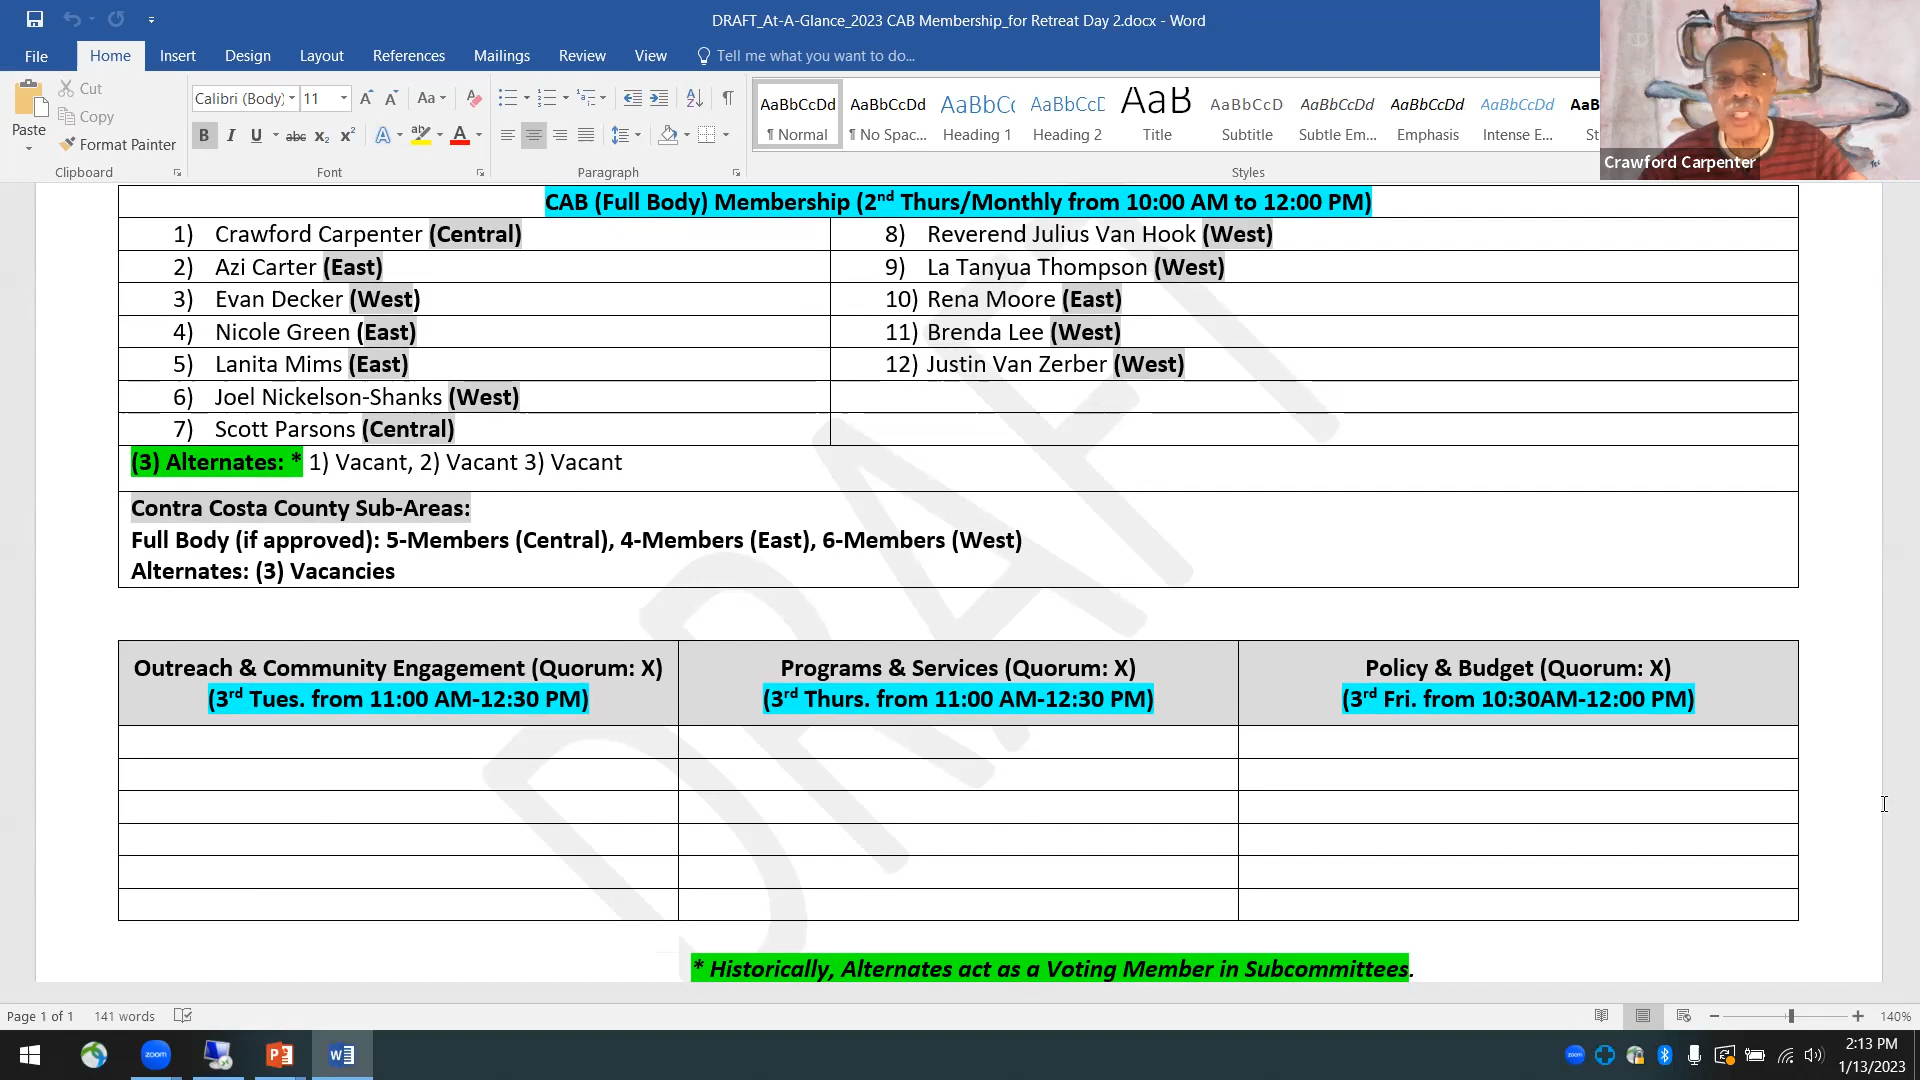 DRAFT_At-A-Glance_2023 CAB Membership_for Retreat Day 2.docx - Word
File Home Insert Design Layout References Mailings Review View Tell me what you want to do...
Paste
Cut
Copy
Format Painter
Calibri (Body) 11
Aa
B I U abc x₂ x² A A
AaBbCcDd AaBbCcDd AaBbCc AaBbCcD AaB AaBbCcD AaBbCcDd AaBbCcDd AaBbCcDd AaB
¶ Normal ¶ No Spac... Heading 1 Heading 2 Title Subtitle Subtle Em... Emphasis Intense E... St
Clipboard Font Paragraph Styles
Crawford Carpenter
CAB (Full Body) Membership (2nd Thurs/Monthly from 10:00 AM to 12:00 PM)
1) Crawford Carpenter (Central)
8) Reverend Julius Van Hook (West)
2) Azi Carter (East)
9) La Tanyua Thompson (West)
3) Evan Decker (West)
10) Rena Moore (East)
4) Nicole Green (East)
11) Brenda Lee (West)
5) Lanita Mims (East)
12) Justin Van Zerber (West)
6) Joel Nickelson-Shanks (West)
7) Scott Parsons (Central)
(3) Alternates: * 1) Vacant, 2) Vacant 3) Vacant
Contra Costa County Sub-Areas:
Full Body (if approved): 5-Members (Central), 4-Members (East), 6-Members (West)
Alternates: (3) Vacancies
DRAFT
Outreach & Community Engagement (Quorum: X)
(3rd Tues. from 11:00 AM-12:30 PM)
Programs & Services (Quorum: X)
(3rd Thurs. from 11:00 AM-12:30 PM)
Policy & Budget (Quorum: X)
(3rd Fri. from 10:30AM-12:00 PM)
* Historically, Alternates act as a Voting Member in Subcommittees.
Page 1 of 1 141 words
140%
zoom
2:13 PM
1/13/2023